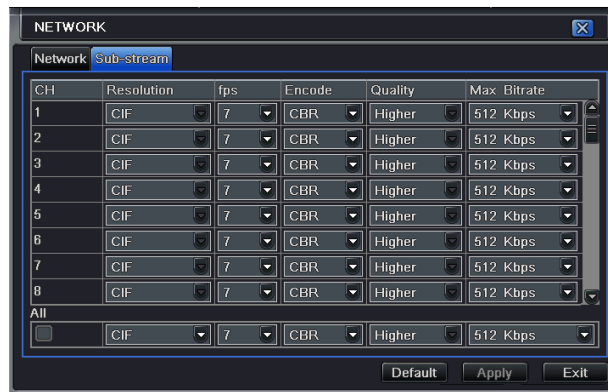 NETWORK
Network Sub-stream
CH Resolution fps Encode Quality Max Bitrate
1 CIF 7 CBR Higher 512 Kbps
2 CIF 7 CBR Higher 512 Kbps
3 CIF 7 CBR Higher 512 Kbps
4 CIF 7 CBR Higher 512 Kbps
5 CIF 7 CBR Higher 512 Kbps
6 CIF 7 CBR Higher 512 Kbps
7 CIF 7 CBR Higher 512 Kbps
8 CIF 7 CBR Higher 512 Kbps
All
CIF 7 CBR Higher 512 Kbps
Default Apply Exit